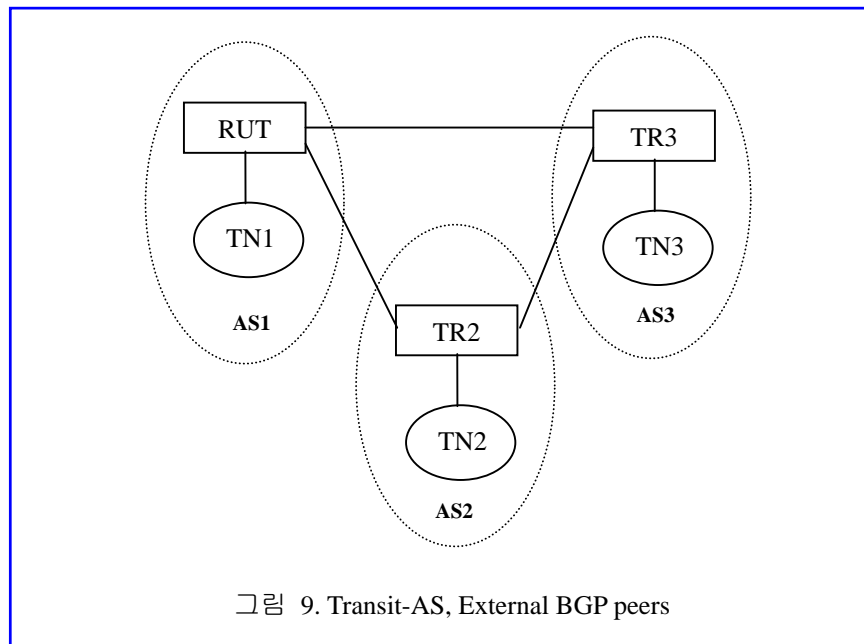 RUT
TR3
TN1
TN3
AS1
AS3
TR2
TN2
AS2
그림 9. Transit-AS, External BGP peers